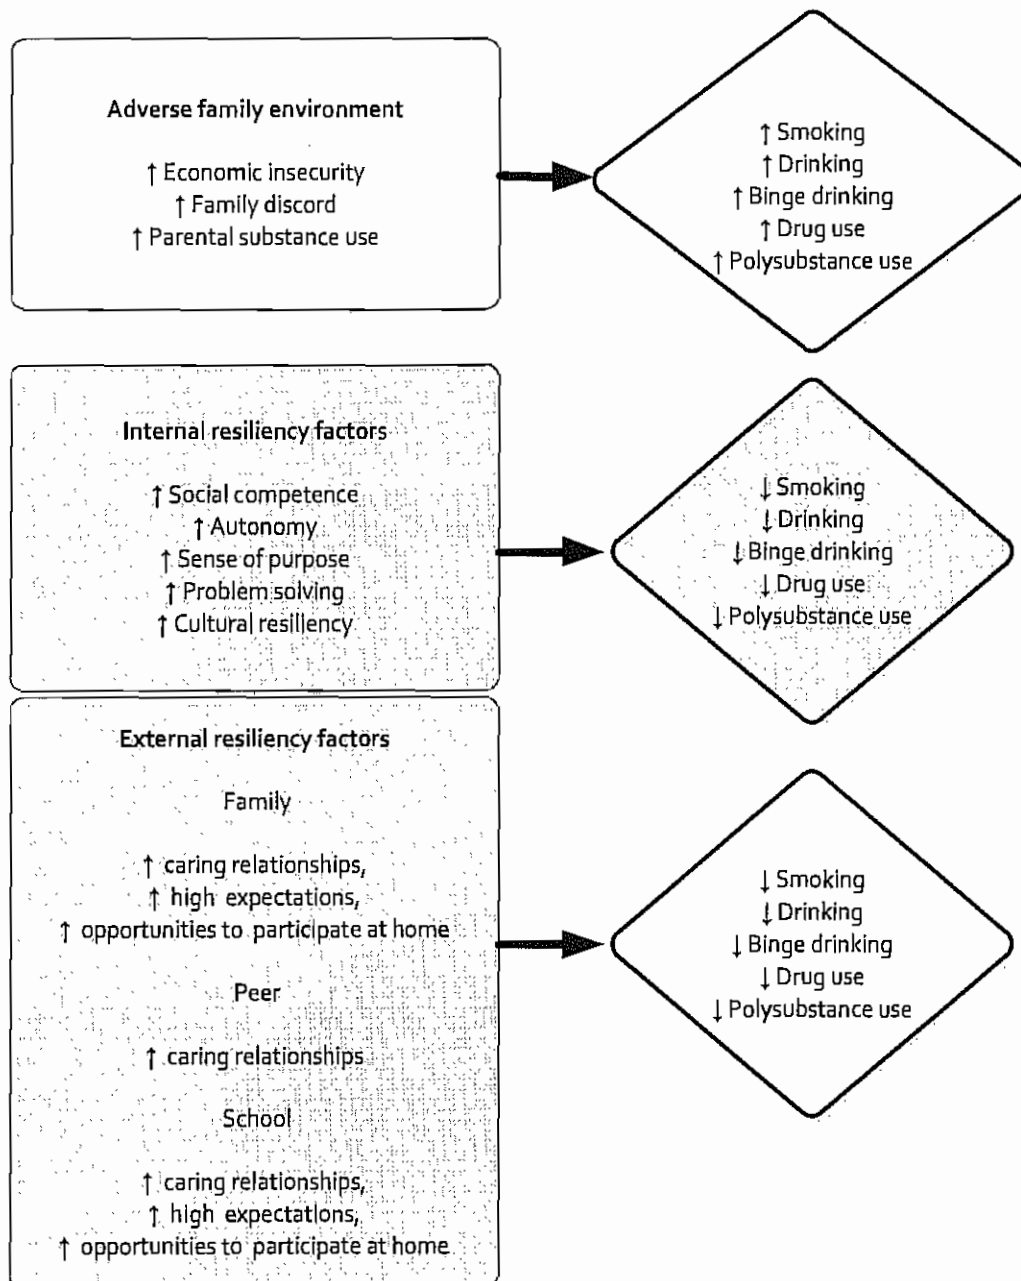 Adverse family environment
↑ Economic insecurity
↑ Family discord
↑ Parental substance use
↑ Smoking
↑ Drinking
↑ Binge drinking
↑ Drug use
↑ Polysubstance use
Internal resiliency factors
↑ Social competence
↑ Autonomy
↑ Sense of purpose
↑ Problem solving
↑ Cultural resiliency
↓ Smoking
↓ Drinking
↓ Binge drinking
↓ Drug use
↓ Polysubstance use
External resiliency factors
Family
↑ caring relationships,
↑ high expectations,
↑ opportunities to participate at home
Peer
↑ caring relationships
School
↑ caring relationships,
↑ high expectations,
↑ opportunities to participate at home
↓ Smoking
↓ Drinking
↓ Binge drinking
↓ Drug use
↓ Polysubstance use